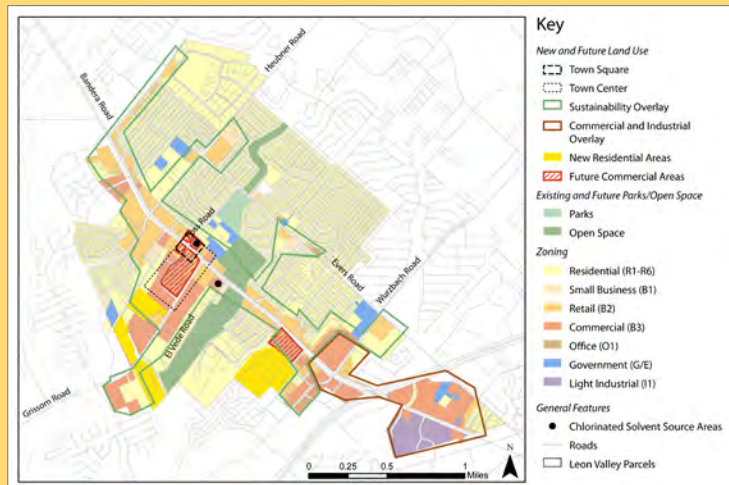 Heubner Road
Bandera Road
Evers Road
Wurzbach Road
El Vede Road
Grissom Road
N
0 0.25 0.5 1
Miles
Key
New and Future Land Use
Town Square
Town Center
Sustainability Overlay
Commercial and Industrial
Overlay
New Residential Areas
Future Commercial Areas
Existing and Future Parks/Open Space
Parks
Open Space
Zoning
Residential (R1-R6)
Small Business (B1)
Retail (B2)
Commercial (B3)
Office (O1)
Government (G/E)
Light Industrial (I1)
General Features
Chlorinated Solvent Source Areas
Roads
Leon Valley Parcels